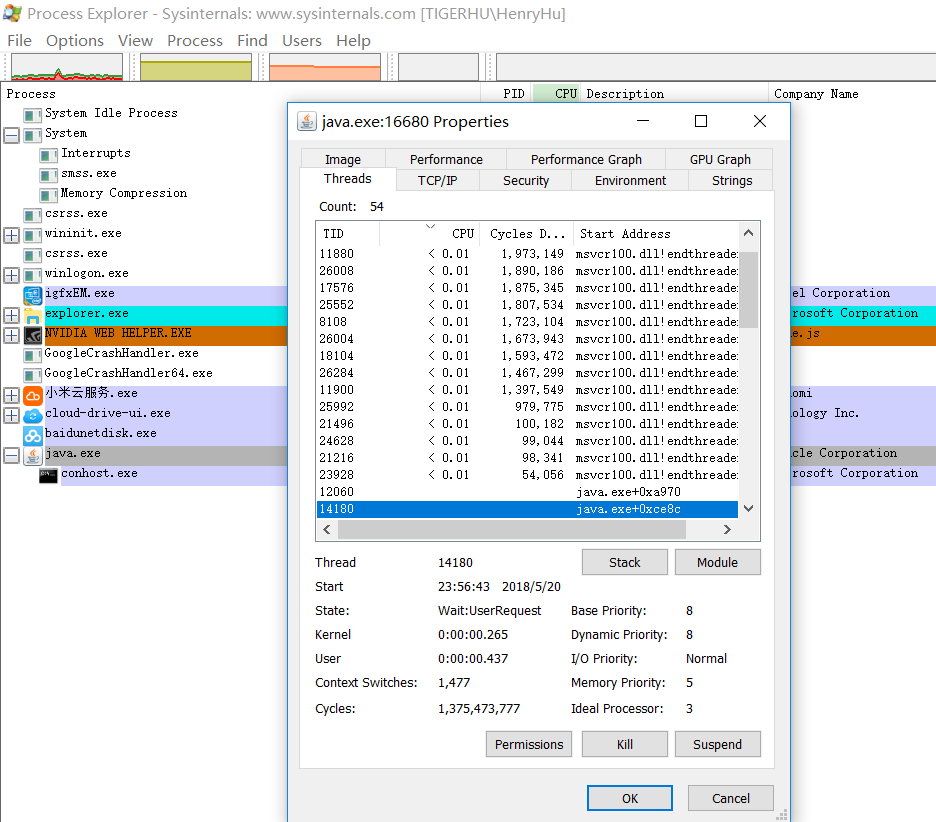 Process Explorer - Sysinternals: www.sysinternals.com [TIGERHU\HenryHu]
File Options View Process Find Users Help
Process PID CPU Description Company Name
System Idle Process
System
Interrupts
smss.exe
Memory Compression
csrss.exe
wininit.exe
csrss.exe
winlogon.exe
igfxEM.exe el Corporation
explorer.exe rosoft Corporation
NVIDIA WEB HELPER.EXE e.js
GoogleCrashHandler.exe
GoogleCrashHandler64.exe
小米云服务.exe omi
cloud-drive-ui.exe ology Inc.
baidunetdisk.exe
java.exe cle Corporation
conhost.exe rosoft Corporation
java.exe:16680 Properties
Image Performance Performance Graph GPU Graph
Threads TCP/IP Security Environment Strings
Count: 54
TID CPU Cycles D... Start Address
11880 < 0.01 1,973,149 msvcr100.dll!endthreade
26008 < 0.01 1,890,186 msvcr100.dll!endthreade
17576 < 0.01 1,875,345 msvcr100.dll!endthreade
25552 < 0.01 1,807,534 msvcr100.dll!endthreade
8108 < 0.01 1,723,104 msvcr100.dll!endthreade
26004 < 0.01 1,673,943 msvcr100.dll!endthreade
18104 < 0.01 1,593,472 msvcr100.dll!endthreade
26284 < 0.01 1,467,299 msvcr100.dll!endthreade
11900 < 0.01 1,397,549 msvcr100.dll!endthreade
25992 < 0.01 979,775 msvcr100.dll!endthreade
21496 < 0.01 100,182 msvcr100.dll!endthreade
24628 < 0.01 99,044 msvcr100.dll!endthreade
21216 < 0.01 98,341 msvcr100.dll!endthreade
23928 < 0.01 54,056 msvcr100.dll!endthreade
12060 java.exe+0xa970
14180 java.exe+0xce8c
Thread 14180 Stack Module
Start 23:56:43 2018/5/20
State: Wait:UserRequest Base Priority: 8
Kernel 0:00:00.265 Dynamic Priority: 8
User 0:00:00.437 I/O Priority: Normal
Context Switches: 1,477 Memory Priority: 5
Cycles: 1,375,473,777 Ideal Processor: 3
Permissions Kill Suspend
OK Cancel